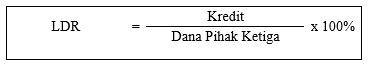 Kredit
LDR = x 100%
Dana Pihak Ketiga